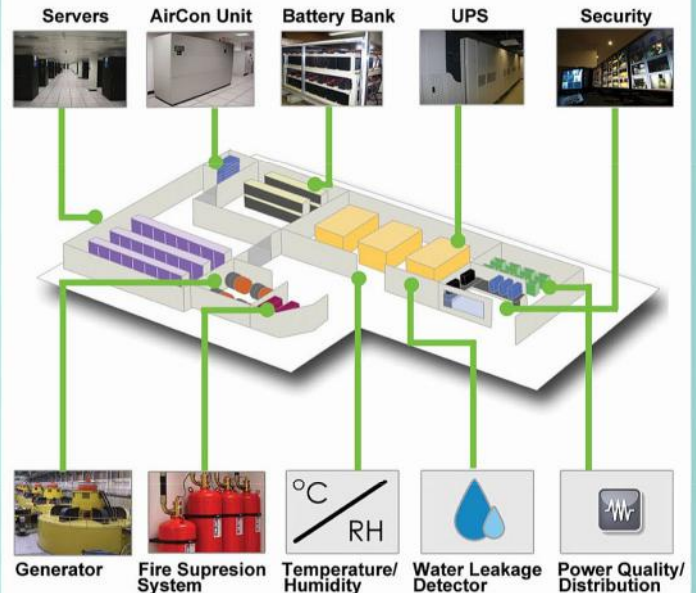 Servers
AirCon Unit
Battery Bank
UPS
Security
°C
RH
Generator
Fire Supresion
System
Temperature/
Humidity
Water Leakage
Detector
Power Quality/
Distribution